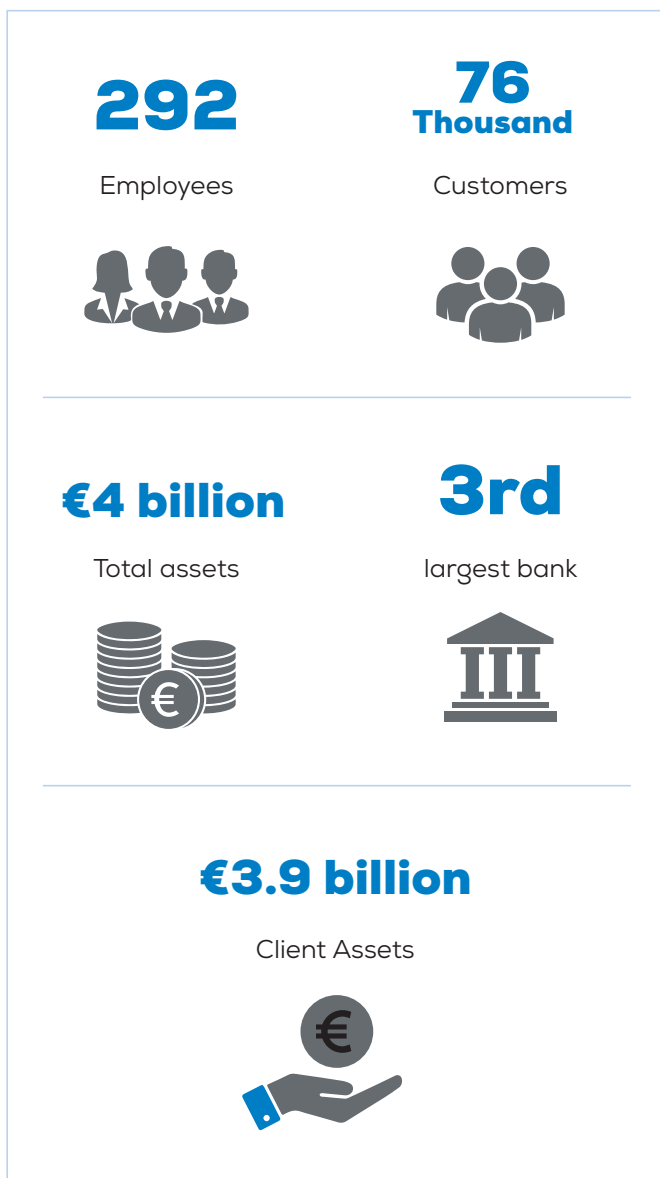 292
Employees
76
Thousand
Customers
€4 billion
Total assets
3rd
largest bank
€
€3.9 billion
Client Assets
€